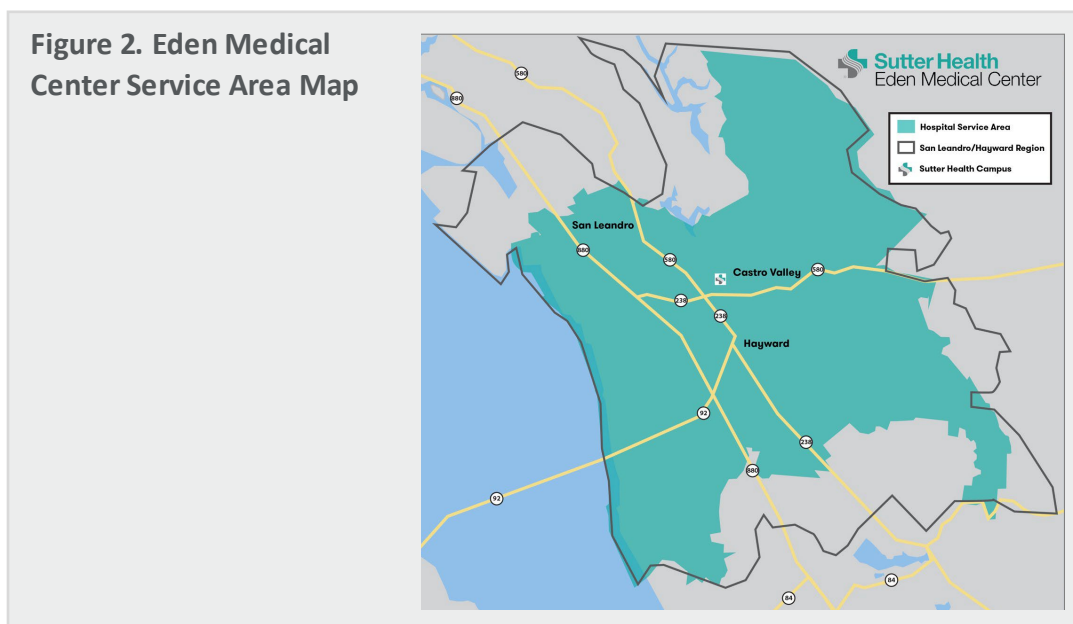 Figure 2. Eden Medical
Center Service Area Map
Sutter Health
Eden Medical Center
Hospital Service Area
San Leandro/Hayward Region
Sutter Health Campus
580
880
San Leandro
880
580
Castro Valley
580
238
238
Hayward
92
238
880
92
84
84